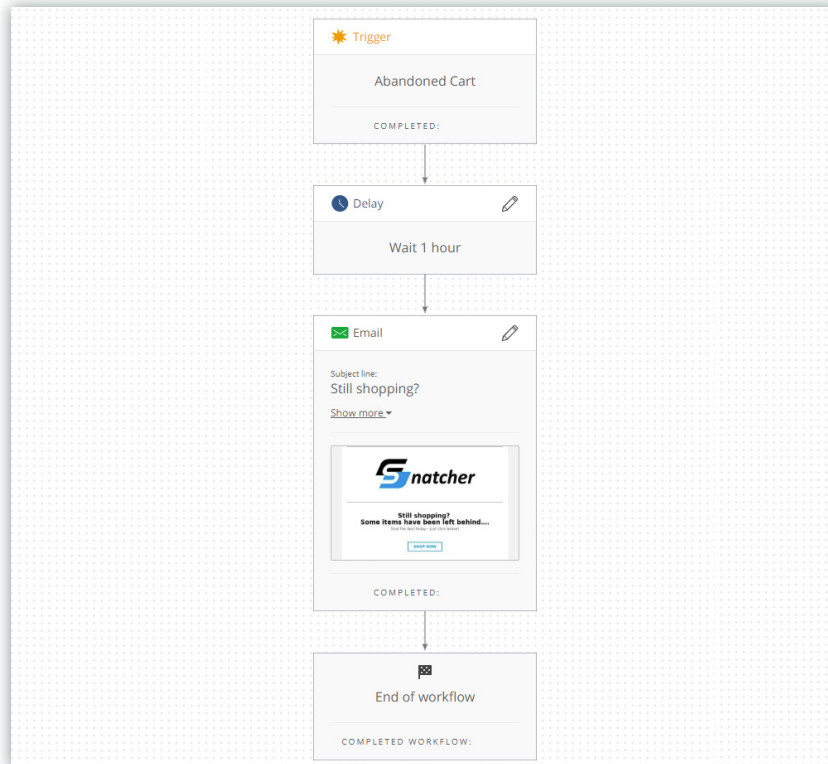 Trigger
Abandoned Cart
COMPLETED:
Delay
Wait 1 hour
Email
Subject line:
Still shopping?
Show more
Snatcher
Still shopping?
Some items have been left behind....
SHOP NOW
COMPLETED:
End of workflow
COMPLETED WORKFLOW: